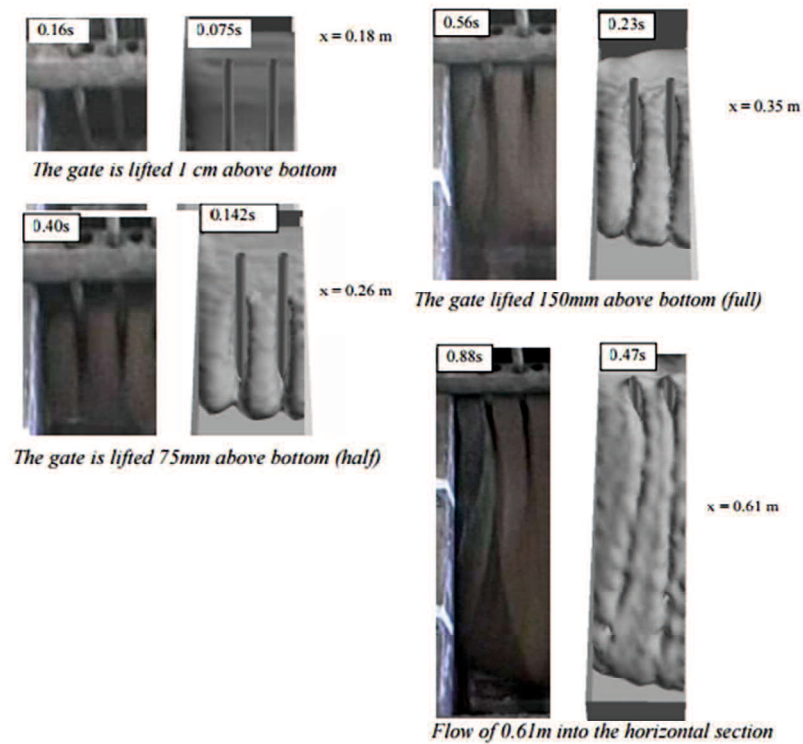 0.16s
0.075s
x = 0.18 m
The gate is lifted 1 cm above bottom
0.40s
0.142s
x = 0.26 m
The gate is lifted 75mm above bottom (half)
0.56s
0.23s
x = 0.35 m
The gate lifted 150mm above bottom (full)
0.88s
0.47s
x = 0.61 m
Flow of 0.61m into the horizontal section